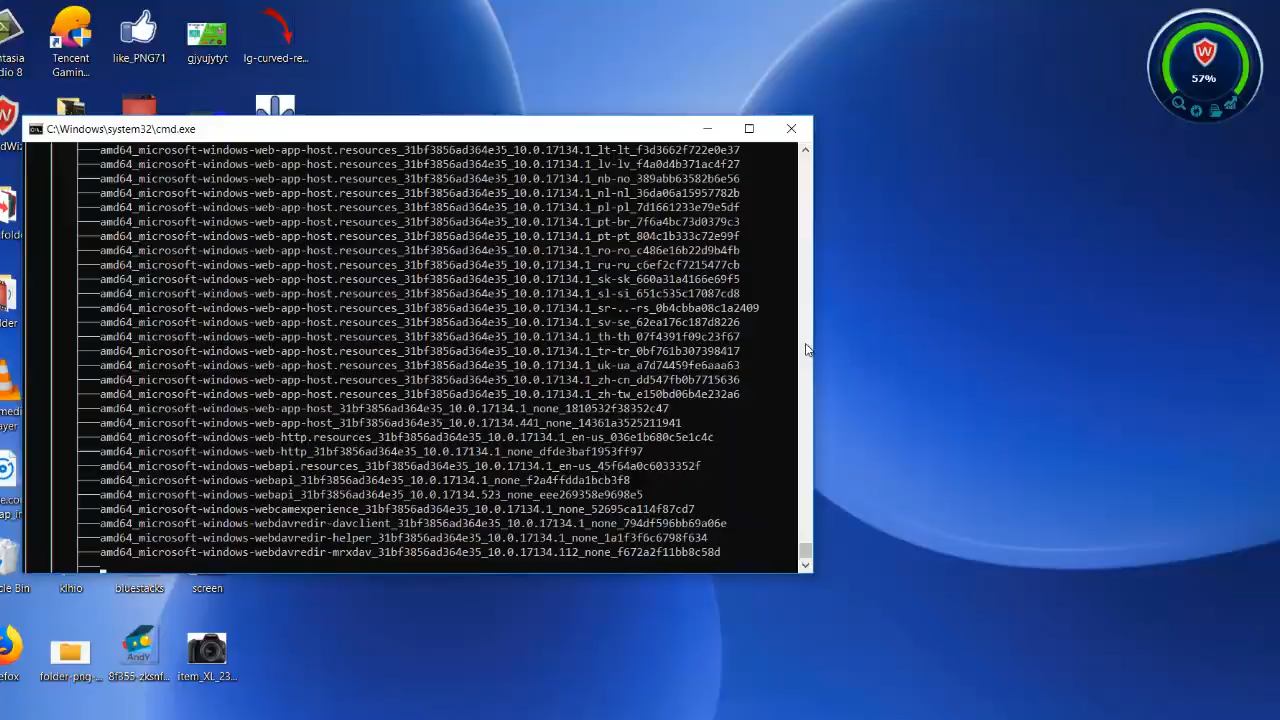 ntasia
dio 8
Tencent
Gaming...
like_PNG71
gjyujytyt
lg-curved-re...
57%
C:\Windows\system32\cmd.exe
amd64_microsoft-windows-web-app-host.resources_31bf3856ad364e35_10.0.17134.1_lt-lt_f3d3662f722e0e37
amd64_microsoft-windows-web-app-host.resources_31bf3856ad364e35_10.0.17134.1_lv-lv_f4a0d4b371ac4f27
amd64_microsoft-windows-web-app-host.resources_31bf3856ad364e35_10.0.17134.1_nb-no_389abb63582b6e56
amd64_microsoft-windows-web-app-host.resources_31bf3856ad364e35_10.0.17134.1_nl-nl_36da06a15957782b
amd64_microsoft-windows-web-app-host.resources_31bf3856ad364e35_10.0.17134.1_pl-pl_7d1661233e79e5df
amd64_microsoft-windows-web-app-host.resources_31bf3856ad364e35_10.0.17134.1_pt-br_7f6a4bc73d0379c3
amd64_microsoft-windows-web-app-host.resources_31bf3856ad364e35_10.0.17134.1_pt-pt_804c1b333c72e99f
amd64_microsoft-windows-web-app-host.resources_31bf3856ad364e35_10.0.17134.1_ro-ro_c486e16b22d9b4fb
amd64_microsoft-windows-web-app-host.resources_31bf3856ad364e35_10.0.17134.1_ru-ru_c6ef2cf7215477cb
amd64_microsoft-windows-web-app-host.resources_31bf3856ad364e35_10.0.17134.1_sk-sk_660a31a4166e69f5
amd64_microsoft-windows-web-app-host.resources_31bf3856ad364e35_10.0.17134.1_sl-si_651c535c17087cd8
amd64_microsoft-windows-web-app-host.resources_31bf3856ad364e35_10.0.17134.1_sr-..-rs_0b4cbba08c1a2409
amd64_microsoft-windows-web-app-host.resources_31bf3856ad364e35_10.0.17134.1_sv-se_62ea176c187d8226
amd64_microsoft-windows-web-app-host.resources_31bf3856ad364e35_10.0.17134.1_th-th_07f4391f09c23f67
amd64_microsoft-windows-web-app-host.resources_31bf3856ad364e35_10.0.17134.1_tr-tr_0bf761b307398417
amd64_microsoft-windows-web-app-host.resources_31bf3856ad364e35_10.0.17134.1_uk-ua_a7d74459fe6aaa63
amd64_microsoft-windows-web-app-host.resources_31bf3856ad364e35_10.0.17134.1_zh-cn_dd547fb0b7715636
amd64_microsoft-windows-web-app-host.resources_31bf3856ad364e35_10.0.17134.1_zh-tw_e150bd06b4e232a6
amd64_microsoft-windows-web-app-host_31bf3856ad364e35_10.0.17134.1_none_1810532f38352c47
amd64_microsoft-windows-web-app-host_31bf3856ad364e35_10.0.17134.441_none_14361a3525211941
amd64_microsoft-windows-web-http.resources_31bf3856ad364e35_10.0.17134.1_en-us_036e1b680c5e1c4c
amd64_microsoft-windows-web-http_31bf3856ad364e35_10.0.17134.1_none_dfde3baf1953ff97
amd64_microsoft-windows-webapi.resources_31bf3856ad364e35_10.0.17134.1_en-us_45f64a0c6033352f
amd64_microsoft-windows-webapi_31bf3856ad364e35_10.0.17134.1_none_f2a4ffdda1bcb3f8
amd64_microsoft-windows-webapi_31bf3856ad364e35_10.0.17134.523_none_eee269358e9698e5
amd64_microsoft-windows-webcamexperience_31bf3856ad364e35_10.0.17134.1_none_52695ca114f87cd7
amd64_microsoft-windows-webdavredir-davclient_31bf3856ad364e35_10.0.17134.1_none_794df596bb69a06e
amd64_microsoft-windows-webdavredir-helper_31bf3856ad364e35_10.0.17134.1_none_1a1f3f6c6798f634
amd64_microsoft-windows-webdavredir-mrxdav_31bf3856ad364e35_10.0.17134.112_none_f672a2f11bb8c58d
cle Bin
klhio
bluestacks
screen
efox
folder-png-...
8f355-zksnf...
item_XL_23...